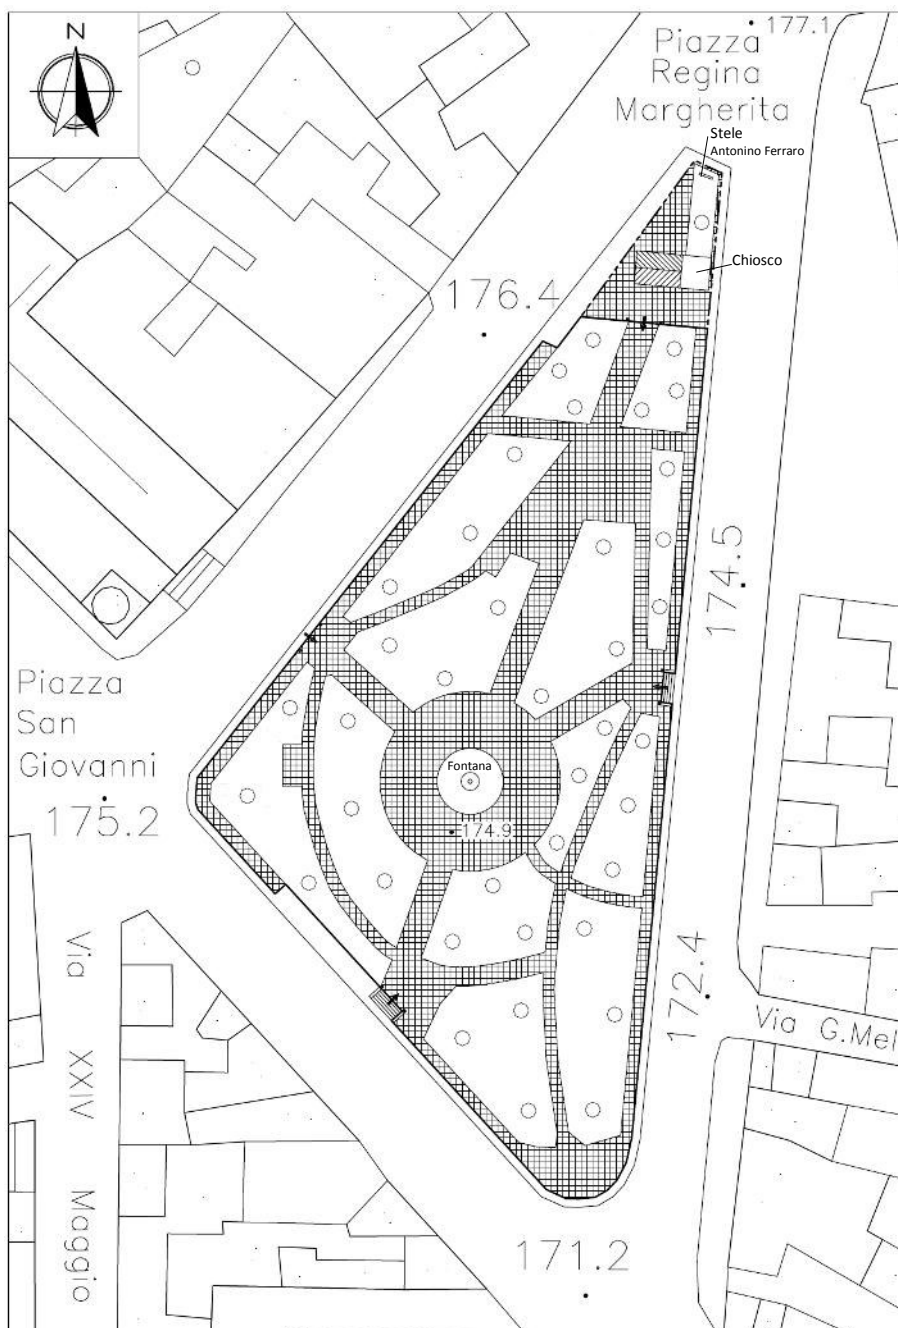 N
177.1
Piazza
Regina
Margherita
Stele
Antonino Ferraro
Chiosco
176.4
174.5
Piazza
San
Giovanni
175.2
Fontana
174.9
172.4
Via G.Mel
Via XXIV Maggio
171.2